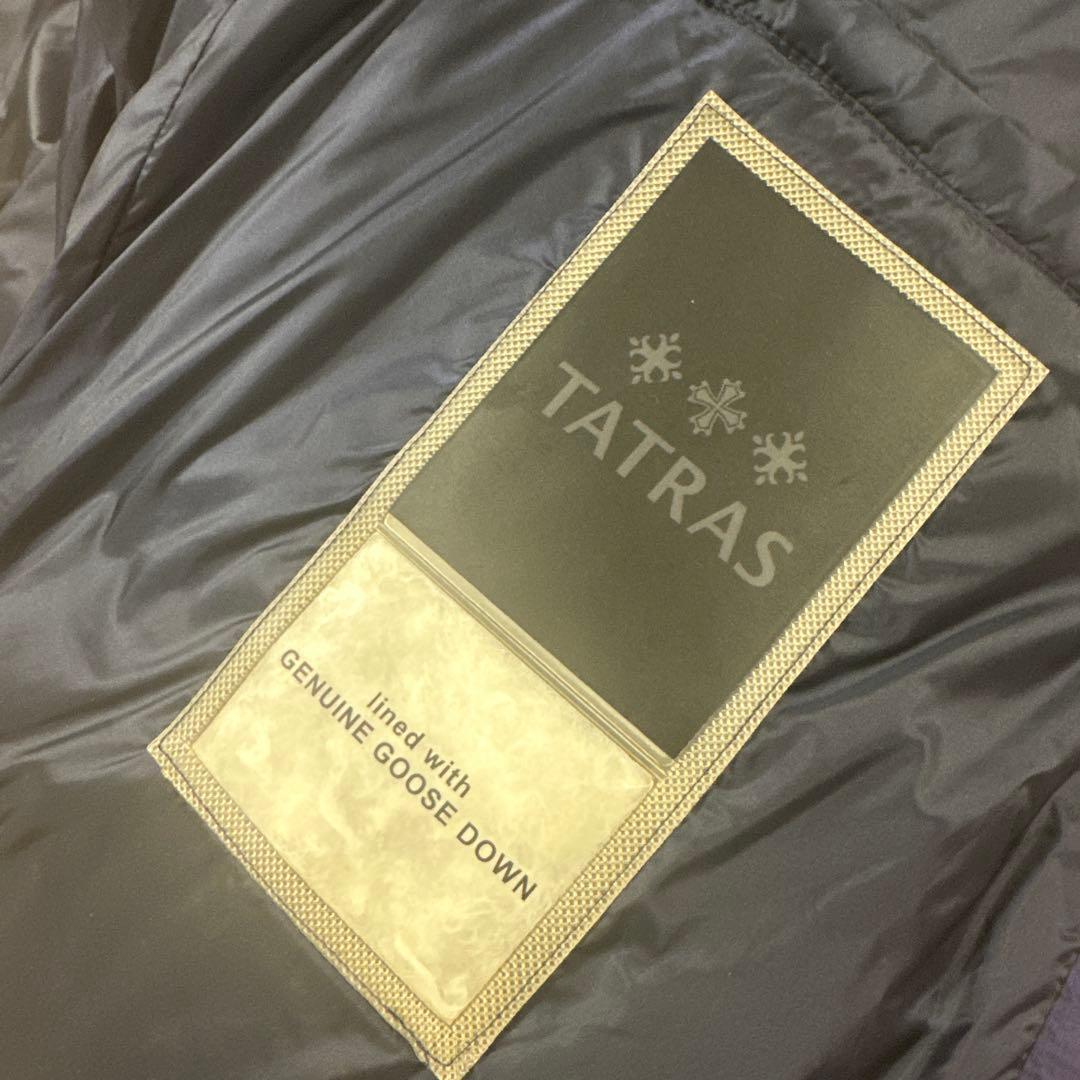 TATRAS
lined with
GENUINE GOOSE DOWN